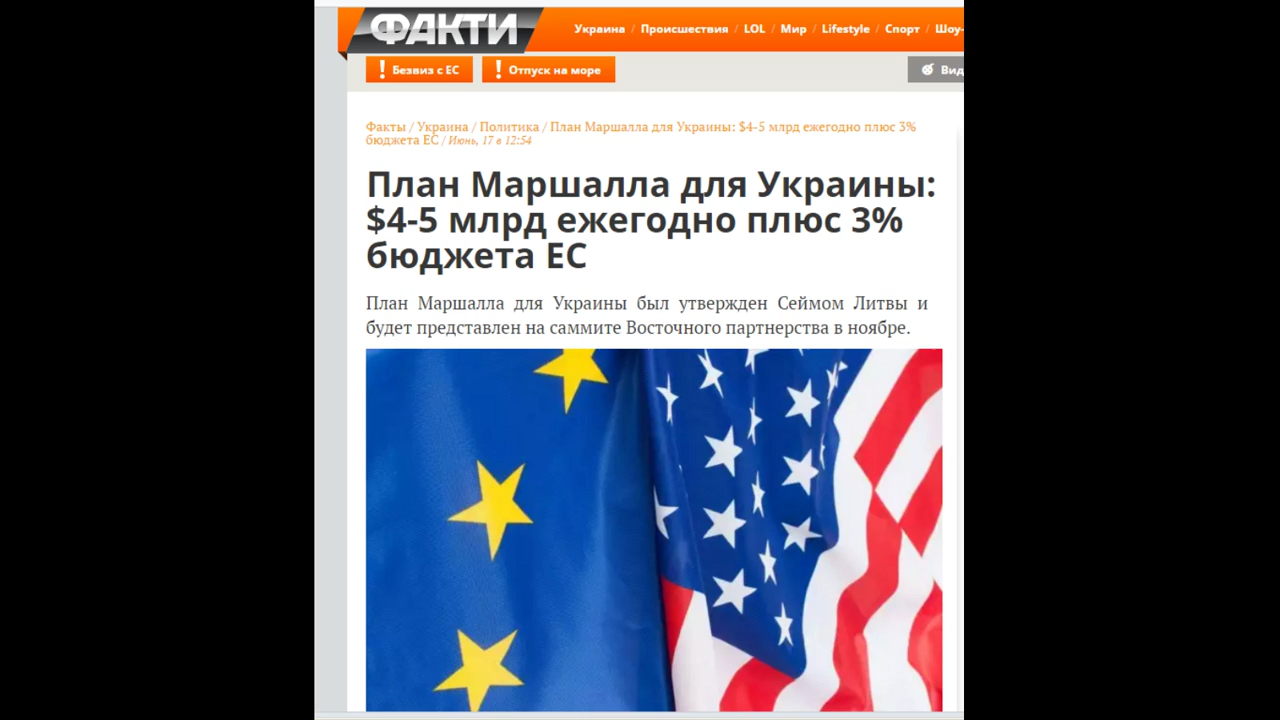 ФАКТИ
Украина / Происшествия / LOL / Мир / Lifestyle / Спорт / Шоу-
Безвиз с ЕС
Отпуск на море
Вид
Факты / Украина / Политика / План Маршалла для Украины: $4-5 млрд ежегодно плюс 3%
бюджета ЕС / Июнь, 17 в 12:54
План Маршалла для Украины:
$4-5 млрд ежегодно плюс 3%
бюджета ЕС
План Маршалла для Украины был утвержден Сеймом Литвы и
будет представлен на саммите Восточного партнерства в ноябре.